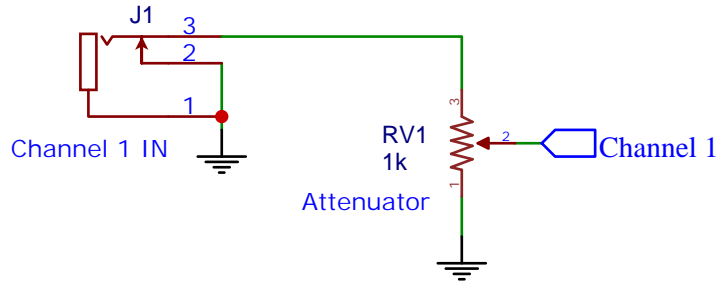 J1
3
2
1
Channel 1 IN
3
RV1
1k
2
Channel 1
1
Attenuator